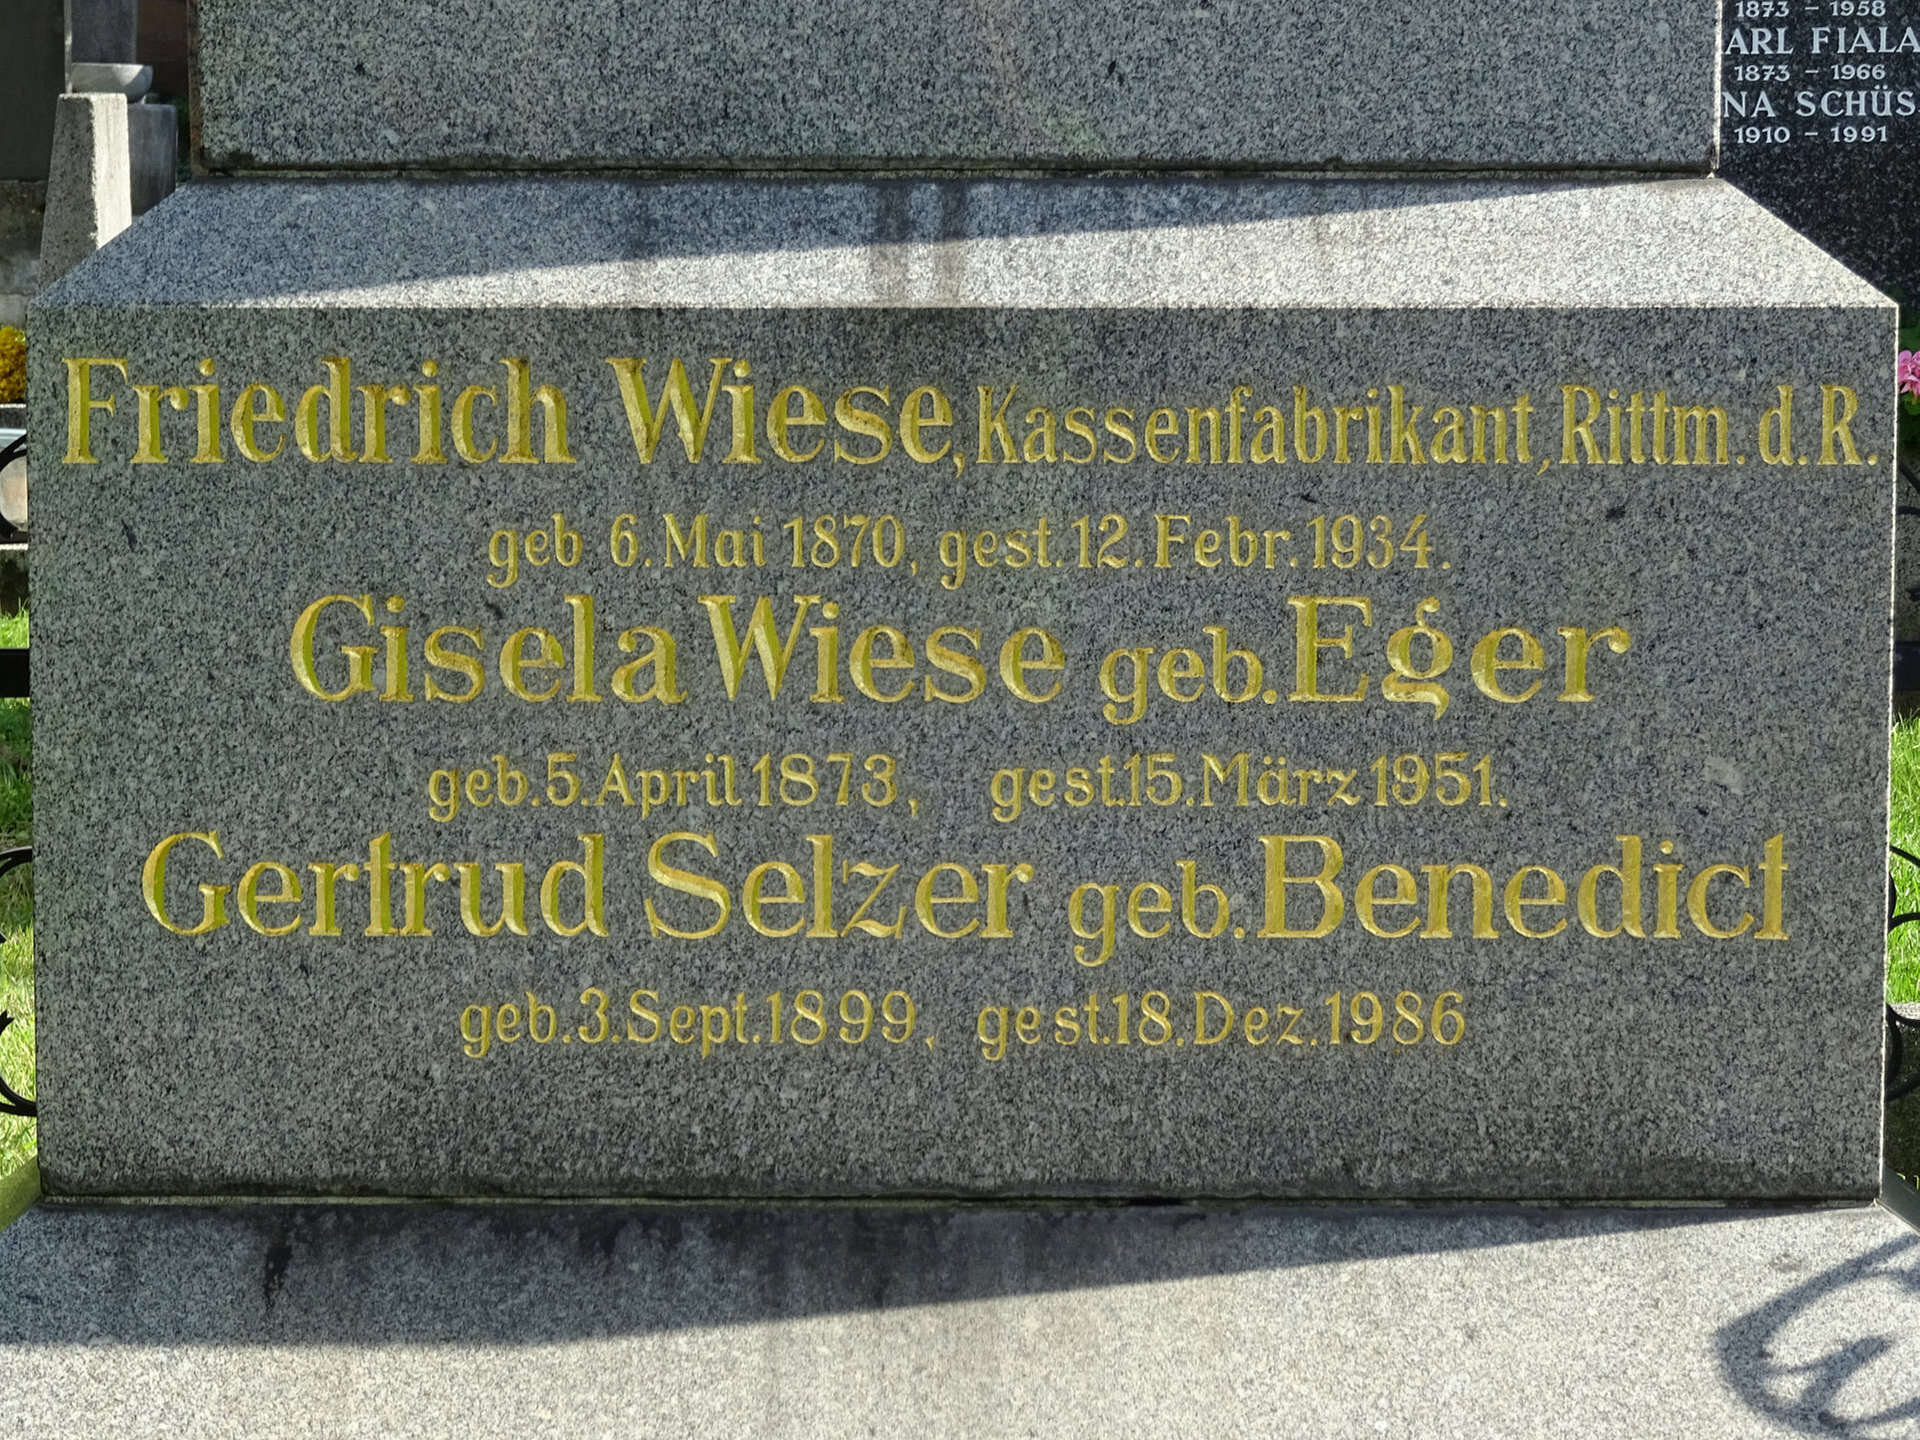 1873 – 1958
ARL FIALA
1873 – 1966
NA SCHÜS
1910 – 1991
Friedrich Wiese, Kassenfabrikant, Rittm. d. R.
geb 6. Mai 1870, gest. 12. Febr. 1934.
Gisela Wiese geb. Eger
geb. 5. April 1873, gest. 15. März 1951.
Gertrud Selzer geb. Benedict
geb. 3. Sept. 1899, gest. 18. Dez. 1986